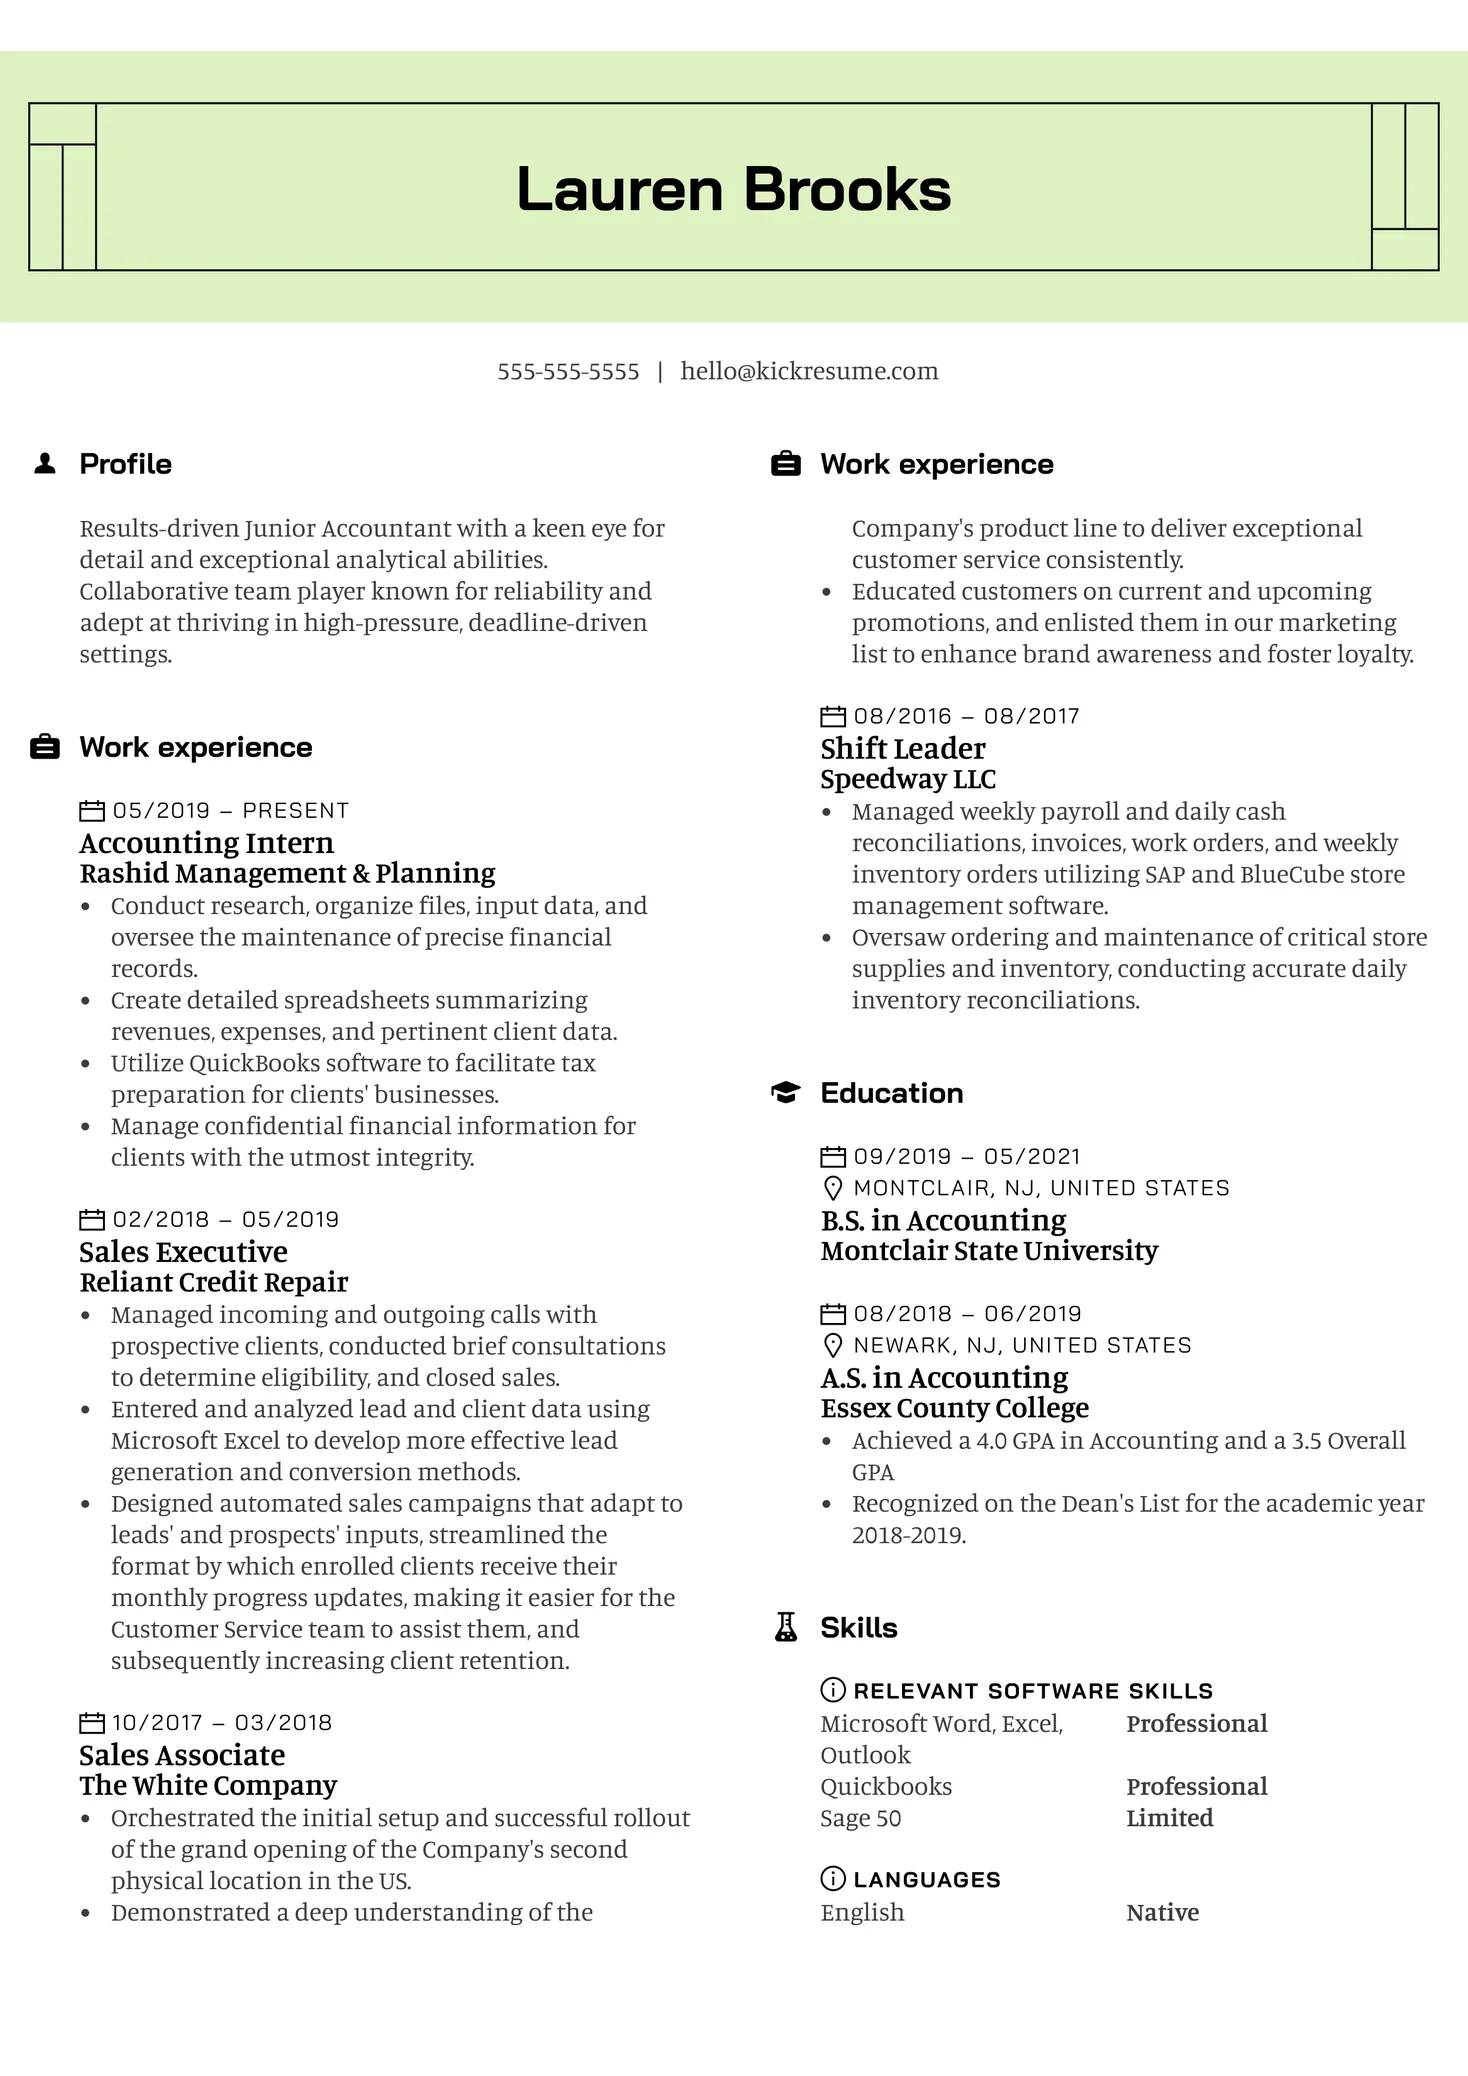 Lauren Brooks
555-555-5555 | hello@kickresume.com
Profile
Results-driven Junior Accountant with a keen eye for
detail and exceptional analytical abilities.
Collaborative team player known for reliability and
adept at thriving in high-pressure, deadline-driven
settings.
Work experience
05/2019 – PRESENT
Accounting Intern
Rashid Management & Planning
• Conduct research, organize files, input data, and
oversee the maintenance of precise financial
records.
• Create detailed spreadsheets summarizing
revenues, expenses, and pertinent client data.
• Utilize QuickBooks software to facilitate tax
preparation for clients' businesses.
• Manage confidential financial information for
clients with the utmost integrity.
02/2018 – 05/2019
Sales Executive
Reliant Credit Repair
• Managed incoming and outgoing calls with
prospective clients, conducted brief consultations
to determine eligibility, and closed sales.
• Entered and analyzed lead and client data using
Microsoft Excel to develop more effective lead
generation and conversion methods.
• Designed automated sales campaigns that adapt to
leads' and prospects' inputs, streamlined the
format by which enrolled clients receive their
monthly progress updates, making it easier for the
Customer Service team to assist them, and
subsequently increasing client retention.
10/2017 – 03/2018
Sales Associate
The White Company
• Orchestrated the initial setup and successful rollout
of the grand opening of the Company's second
physical location in the US.
• Demonstrated a deep understanding of the
Work experience
Company's product line to deliver exceptional
customer service consistently.
• Educated customers on current and upcoming
promotions, and enlisted them in our marketing
list to enhance brand awareness and foster loyalty.
08/2016 – 08/2017
Shift Leader
Speedway LLC
• Managed weekly payroll and daily cash
reconciliations, invoices, work orders, and weekly
inventory orders utilizing SAP and BlueCube store
management software.
• Oversaw ordering and maintenance of critical store
supplies and inventory, conducting accurate daily
inventory reconciliations.
Education
09/2019 – 05/2021
MONTCLAIR, NJ, UNITED STATES
B.S. in Accounting
Montclair State University
08/2018 – 06/2019
NEWARK, NJ, UNITED STATES
A.S. in Accounting
Essex County College
• Achieved a 4.0 GPA in Accounting and a 3.5 Overall
GPA
• Recognized on the Dean's List for the academic year
2018-2019.
Skills
RELEVANT SOFTWARE SKILLS
Microsoft Word, Excel, Professional
Outlook
Quickbooks Professional
Sage 50 Limited
LANGUAGES
English Native